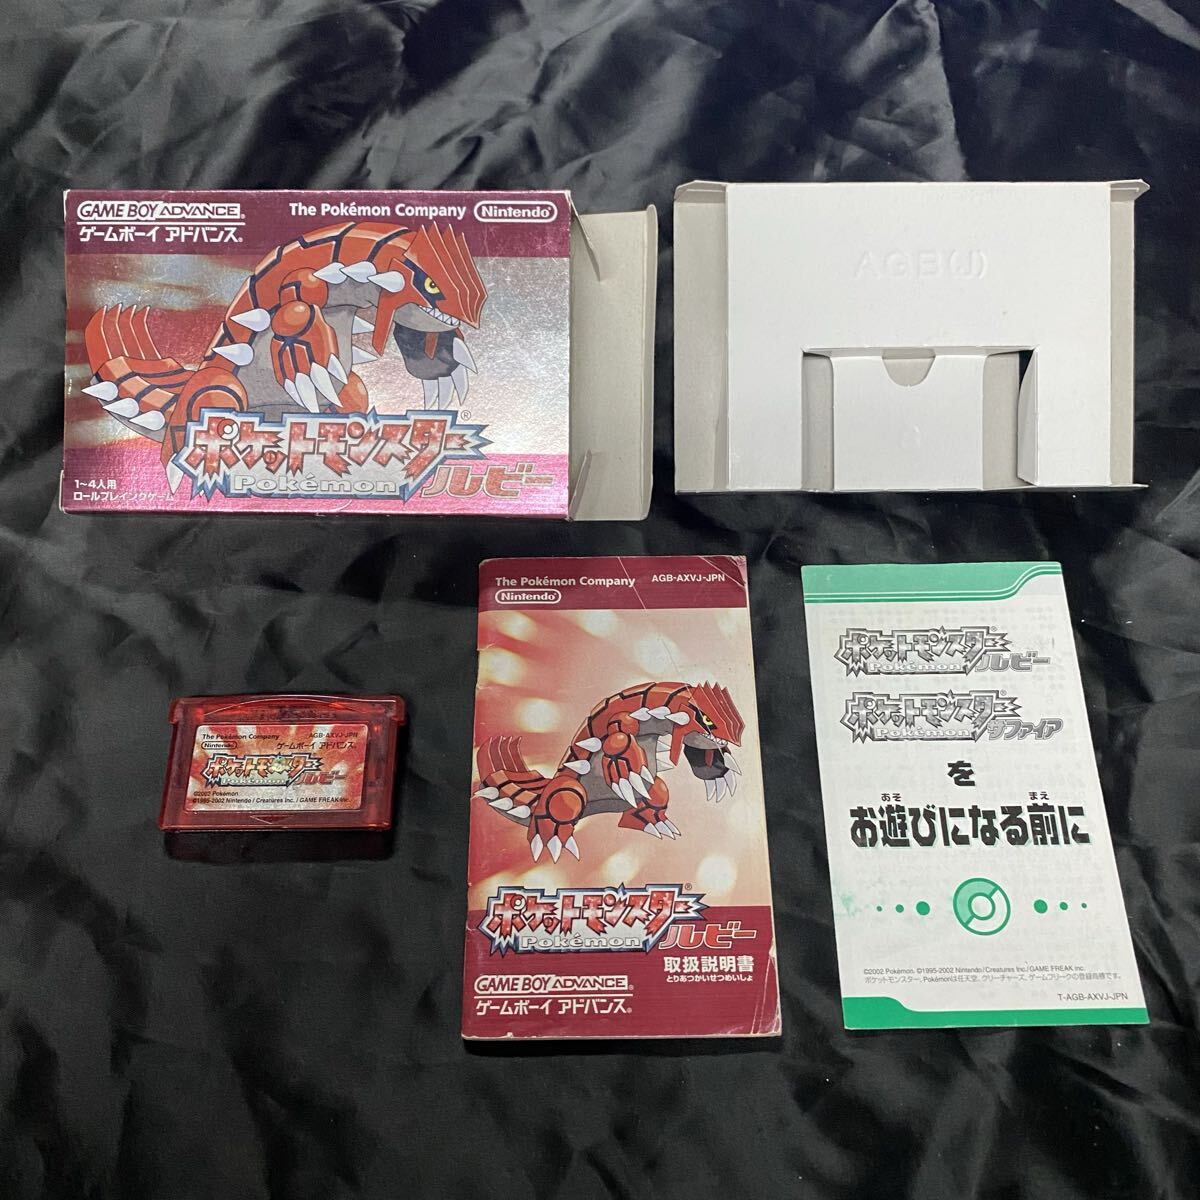 GAME BOY ADVANCE
ゲームボーイ アドバンス®
The Pokémon Company
Nintendo®
ポケットモンスター®
Pokémon
ルビー
1~4人用
ロールプレイングゲーム
AGB(J)
The Pokémon Company
AGB-AXVJ-JPN
Nintendo®
ゲームボーイ アドバンス®
ポケットモンスター
Pokémon
ルビー
©2002 Pokémon.
©1995-2002 Nintendo/Creatures Inc./GAME FREAK inc.
The Pokémon Company
AGB-AXVJ-JPN
Nintendo®
ポケットモンスター®
Pokémon
ルビー
取扱説明書
とりあつかいせつめいしょ
GAME BOY ADVANCE
ゲームボーイ アドバンス®
ポケットモンスター®
Pokémon
ルビー
ポケットモンスター®
Pokémon
サファイア
を
あそ まえ
お遊びになる前に
©2002 Pokémon. ©1995-2002 Nintendo/Creatures Inc./GAME FREAK inc.
ポケットモンスター、Pokémonは任天堂、クリーチャーズ、ゲームフリークの登録商標です。
T-AGB-AXVJ-JPN